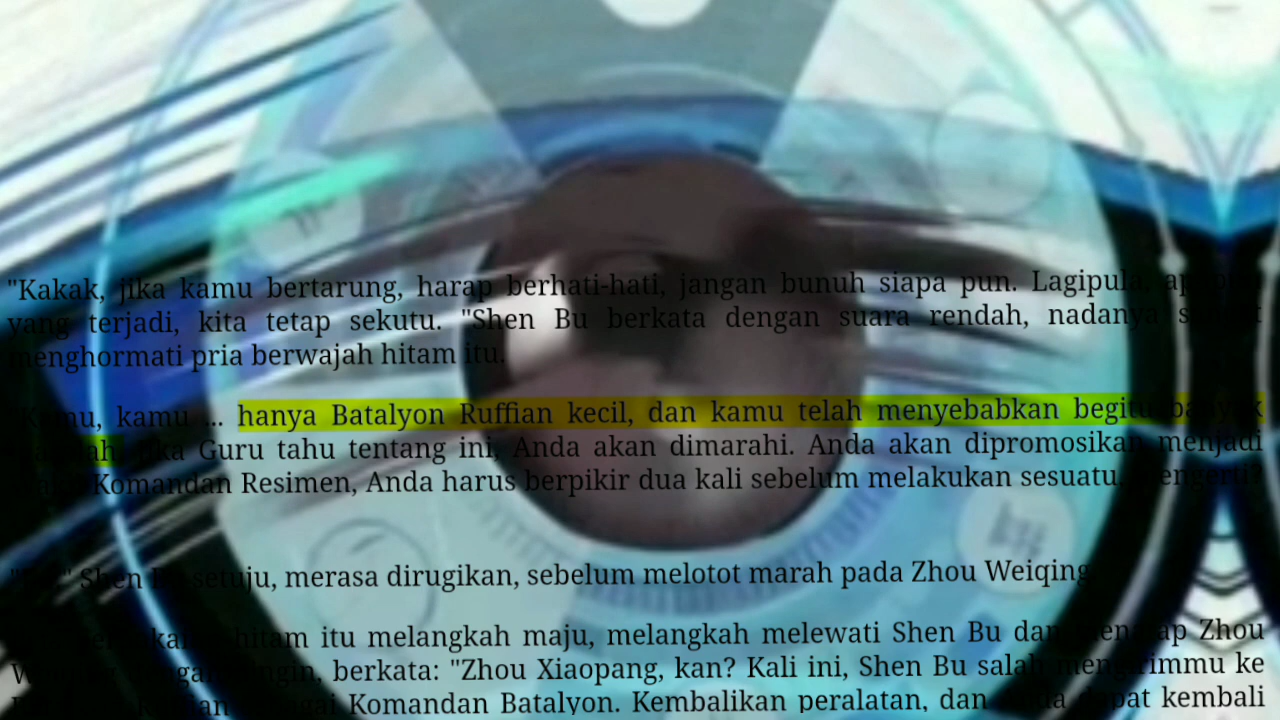 "Kakak, jika kamu bertarung, harap berhati-hati, jangan bunuh siapa pun. Lagipula,
yang terjadi, kita tetap sekutu. "Shen Bu berkata dengan suara rendah, nadanya
menghormati pria berwajah hitam itu.
kamu ... hanya Batalyon Ruffian kecil, dan kamu telah menyebabkan begitu banyak
Guru tahu tentang ini, Anda akan dimarahi. Anda akan dipromosikan menjadi
Komandan Resimen, Anda harus berpikir dua kali sebelum melakukan sesuatu,
Shen Bu setuju, merasa dirugikan, sebelum melotot marah pada Zhou Weiqing.
hitam itu melangkah maju, melangkah melewati Shen Bu dan Zhou
berkata: "Zhou Xiaopang, kan? Kali ini, Shen Bu salah mengirimmu ke
Komandan Batalyon. Kembalikan peralatan, dan dapat kembali